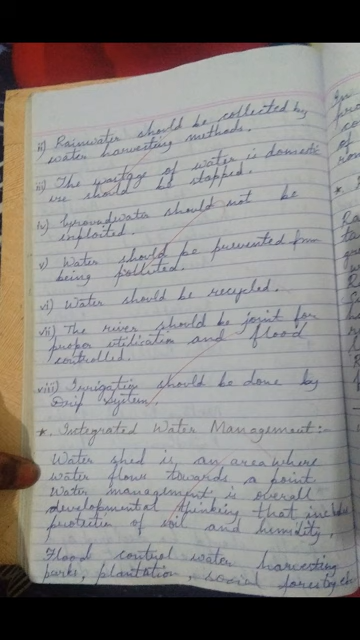 ii) Rainwater should be collected by
water harvesting methods.
iii) The wastage of water is domestic
use should be stopped.
iv) Groundwater should not be
exploited.
v) Water should be prevented from
being polluted.
vi) Water should be recycled.
vii) The river should be joint for
proper utilication and flood
controlled.
viii) Irrigation should be done by
Drip system.
*. Integrated Water Management:-
Water shed is an area where
water flows towards a point.
Water management is overall
developmental thinking that includes
protection of soil and humidity.
Flood control water harvesting
parks, plantation, social forestry